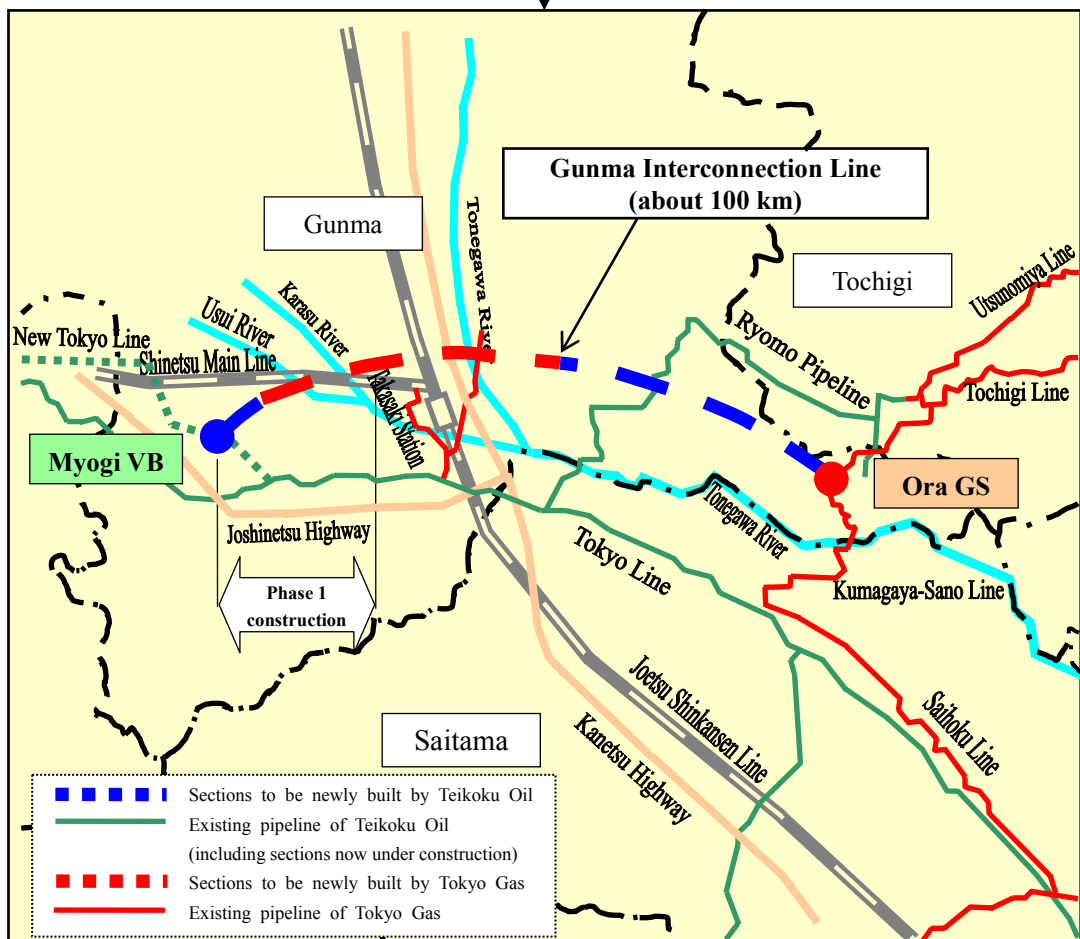 Gunma Interconnection Line
(about 100 km)
Gunma
Tonegawa River
Tochigi
Utsunomiya Line
Karasu River
Usui River
New Tokyo Line
Shinetsu Main Line
Ryomo Pipeline
Takasaki Station
Tochigi Line
Myogi VB
Ora GS
Joshinetsu Highway
Tonegawa River
Tokyo Line
Kumagaya-Sano Line
Phase 1
construction
Joetsu Shinkansen Line
Saihoku Line
Kanetsu Highway
Saitama
Sections to be newly built by Teikoku Oil
Existing pipeline of Teikoku Oil
(including sections now under construction)
Sections to be newly built by Tokyo Gas
Existing pipeline of Tokyo Gas